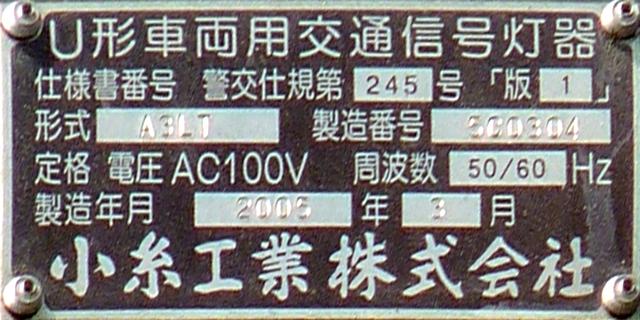 U形車両用交通信号灯器
仕様書番号 警交仕規第 245 号 「版 1 」
形式 A3LT 製造番号 5G0304
定格 電圧 AC100V 周波数 50/60 Hz
製造年月 2005 年 3 月
小糸工業株式会社